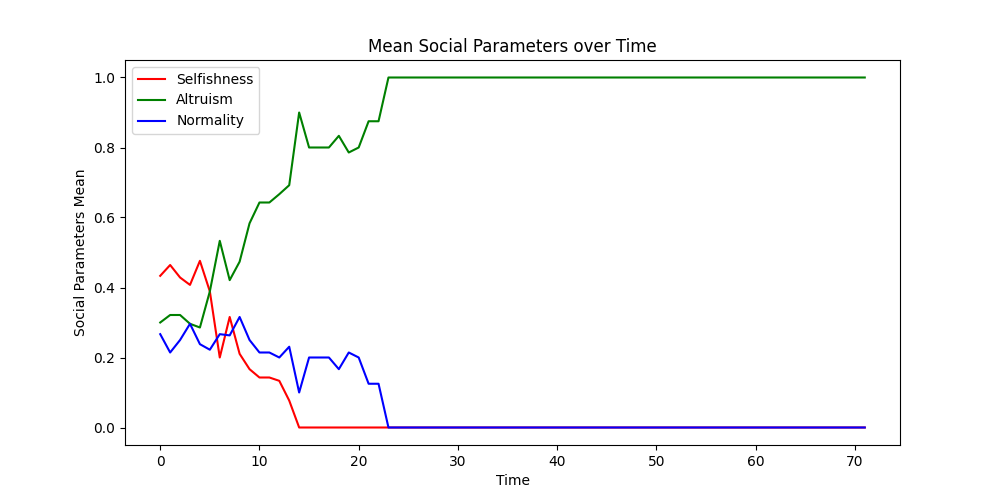 Mean Social Parameters over Time
Selfishness
Altruism
Normality
Social Parameters Mean
1.0
0.8
0.6
0.4
0.2
0.0
0 10 20 30 40 50 60 70
Time